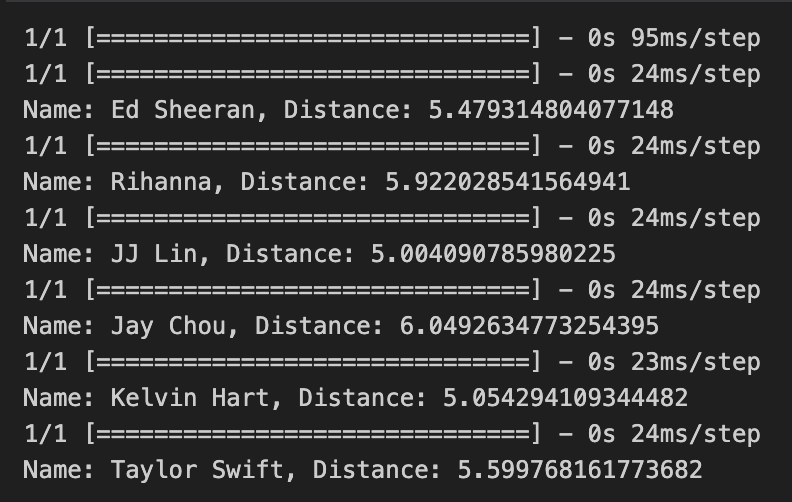 1/1 [==============================] - 0s 95ms/step
1/1 [==============================] - 0s 24ms/step
Name: Ed Sheeran, Distance: 5.479314804077148
1/1 [==============================] - 0s 24ms/step
Name: Rihanna, Distance: 5.922028541564941
1/1 [==============================] - 0s 24ms/step
Name: JJ Lin, Distance: 5.004090785980225
1/1 [==============================] - 0s 24ms/step
Name: Jay Chou, Distance: 6.0492634773254395
1/1 [==============================] - 0s 23ms/step
Name: Kelvin Hart, Distance: 5.054294109344482
1/1 [==============================] - 0s 24ms/step
Name: Taylor Swift, Distance: 5.599768161773682